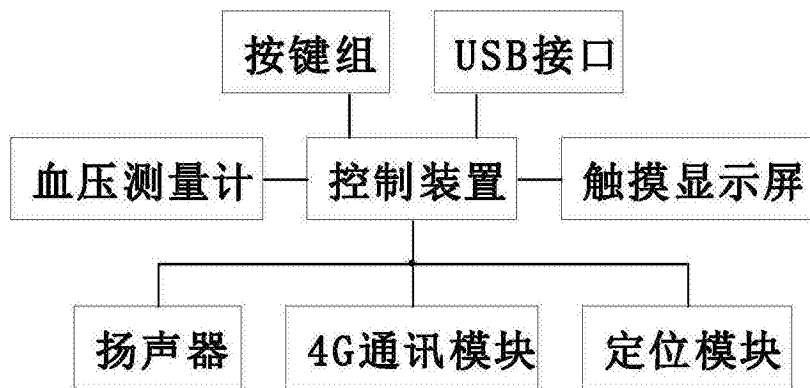 按键组
USB接口
血压测量计
控制装置
触摸显示屏
扬声器
4G通讯模块
定位模块